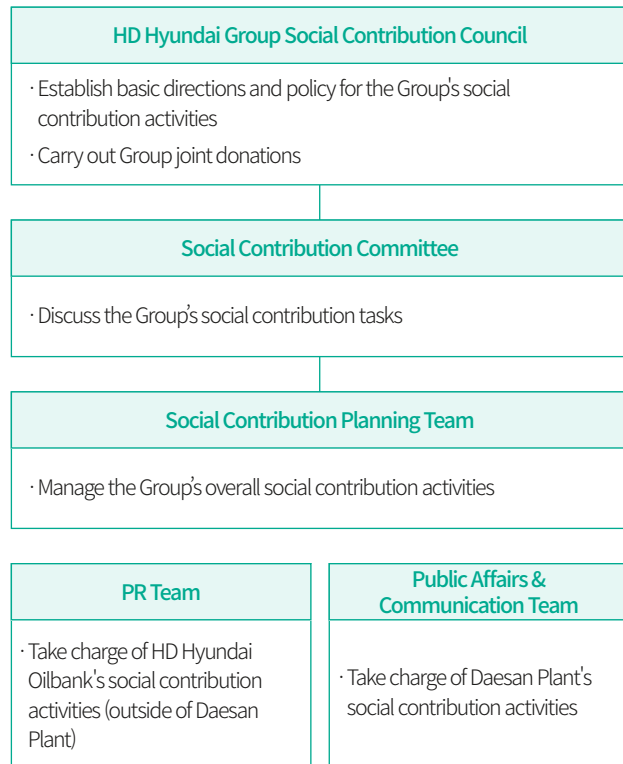 HD Hyundai Group Social Contribution Council
· Establish basic directions and policy for the Group's social
contribution activities
· Carry out Group joint donations
Social Contribution Committee
· Discuss the Group’s social contribution tasks
Social Contribution Planning Team
· Manage the Group’s overall social contribution activities
PR Team
· Take charge of HD Hyundai
Oilbank's social contribution
activities (outside of Daesan
Plant)
Public Affairs &
Communication Team
· Take charge of Daesan Plant's
social contribution activities